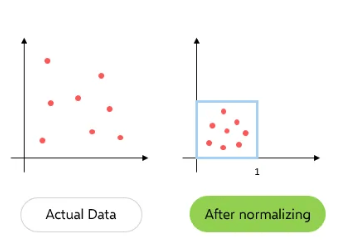 1
Actual Data
After normalizing